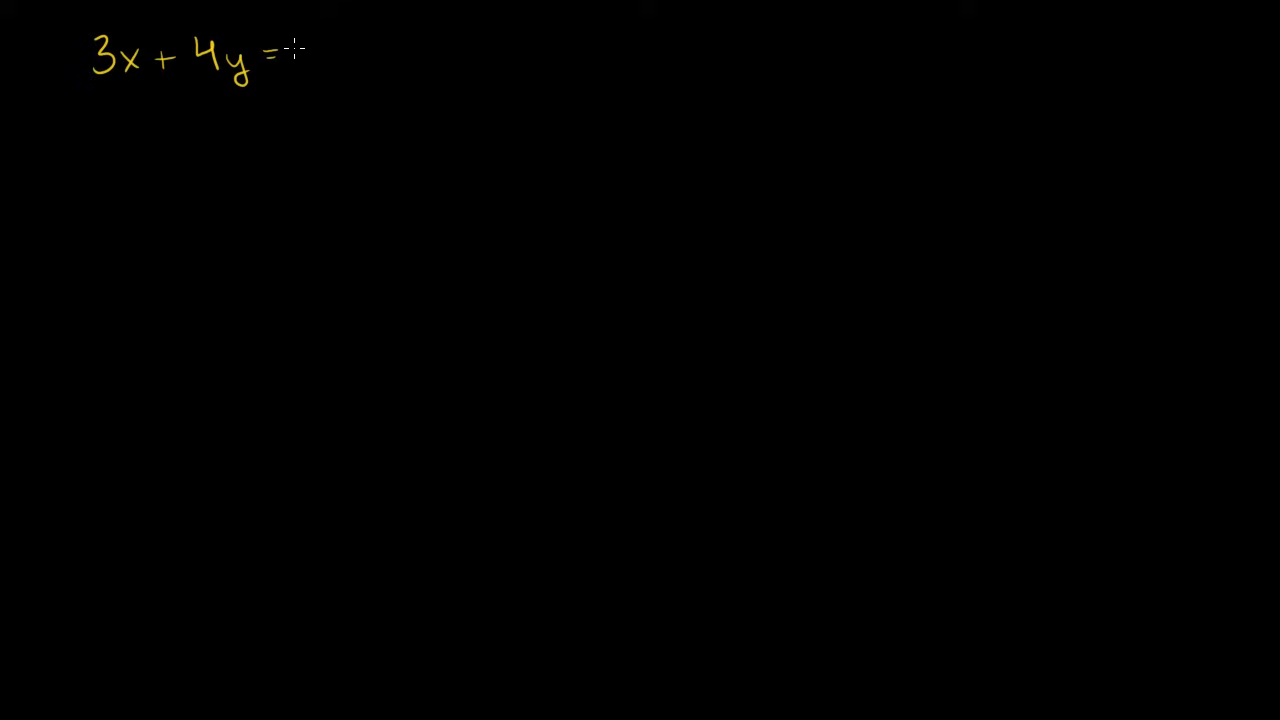 3x + 4y =